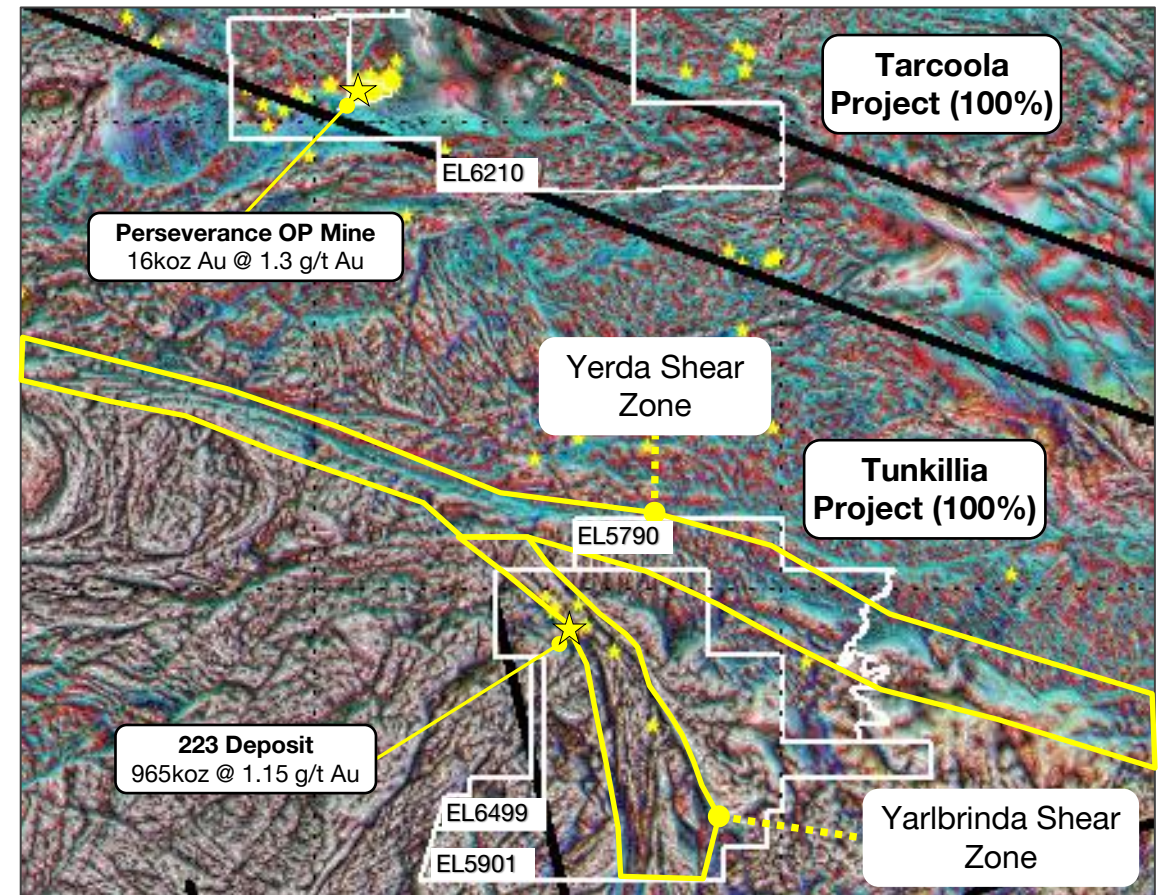 Tarcoola
Project (100%)
EL6210
Perseverance OP Mine
16koz Au @ 1.3 g/t Au
Yerda Shear
Zone
Tunkillia
Project (100%)
EL5790
223 Deposit
965koz @ 1.15 g/t Au
EL6499
EL5901
Yarlbrinda Shear
Zone